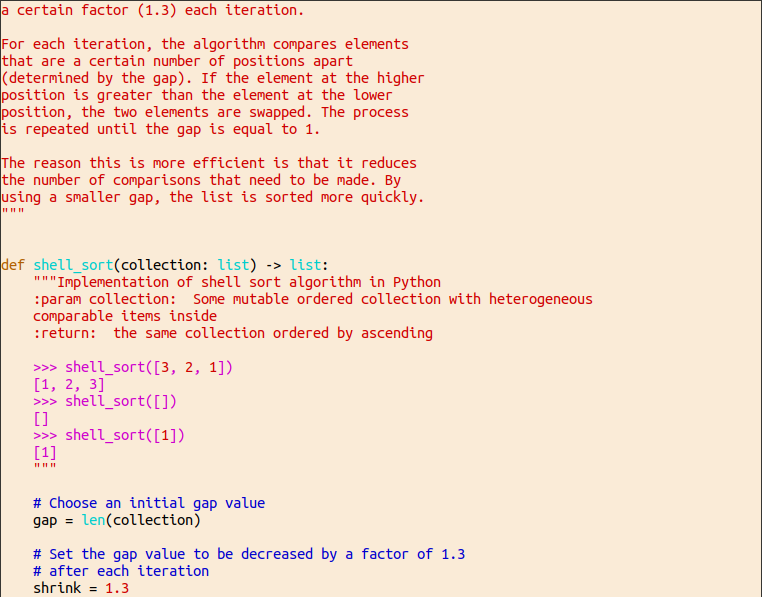 a certain factor (1.3) each iteration.

For each iteration, the algorithm compares elements
that are a certain number of positions apart
(determined by the gap). If the element at the higher
position is greater than the element at the lower
position, the two elements are swapped. The process
is repeated until the gap is equal to 1.

The reason this is more efficient is that it reduces
the number of comparisons that need to be made. By
using a smaller gap, the list is sorted more quickly.
"""


def shell_sort(collection: list) -> list:
    """Implementation of shell sort algorithm in Python
    :param collection:  Some mutable ordered collection with heterogeneous
    comparable items inside
    :return:  the same collection ordered by ascending

    >>> shell_sort([3, 2, 1])
    [1, 2, 3]
    >>> shell_sort([])
    []
    >>> shell_sort([1])
    [1]
    """

    # Choose an initial gap value
    gap = len(collection)

    # Set the gap value to be decreased by a factor of 1.3
    # after each iteration
    shrink = 1.3